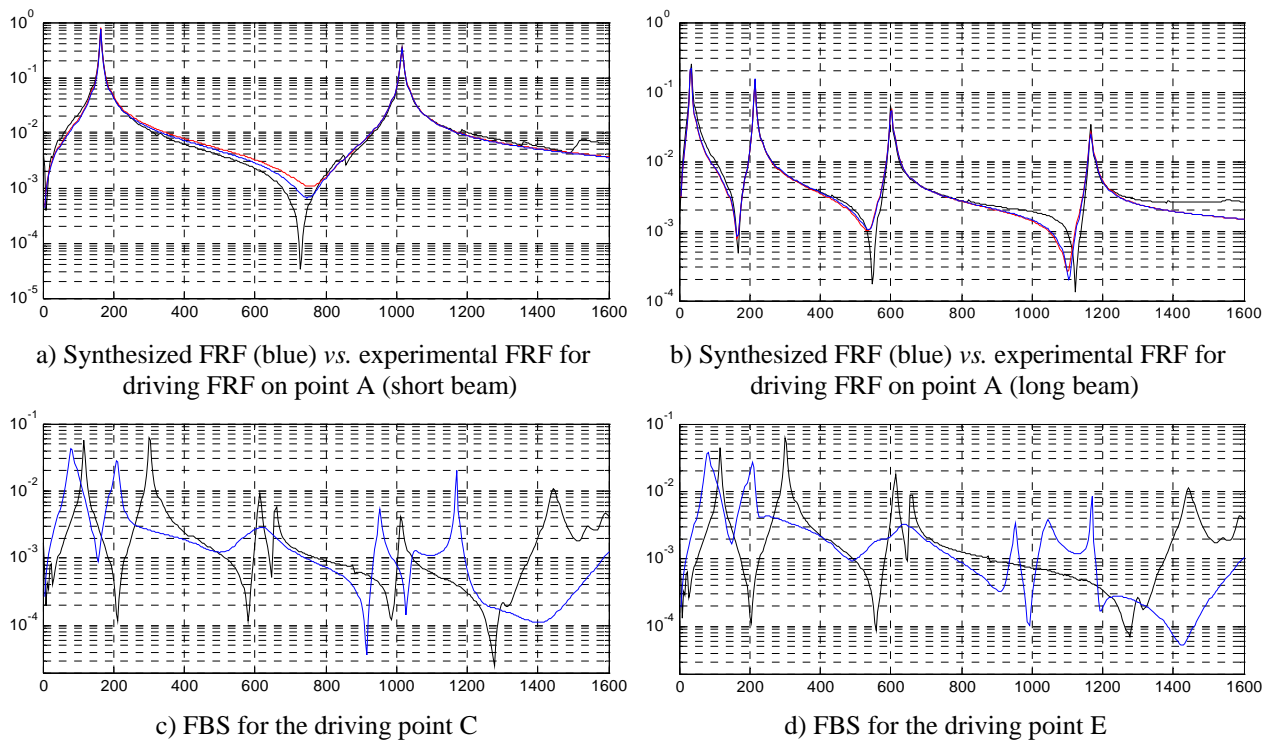 10^0
10^-1
10^-2
10^-3
10^-4
10^-5
0 200 400 600 800 1000 1200 1400 1600
10^0
10^-1
10^-2
10^-3
10^-4
0 200 400 600 800 1000 1200 1400 1600
a) Synthesized FRF (blue) vs. experimental FRF for
driving FRF on point A (short beam)
b) Synthesized FRF (blue) vs. experimental FRF for
driving FRF on point A (long beam)
10^-1
10^-2
10^-3
10^-4
0 200 400 600 800 1000 1200 1400 1600
10^-1
10^-2
10^-3
10^-4
0 200 400 600 800 1000 1200 1400 1600
c) FBS for the driving point C
d) FBS for the driving point E